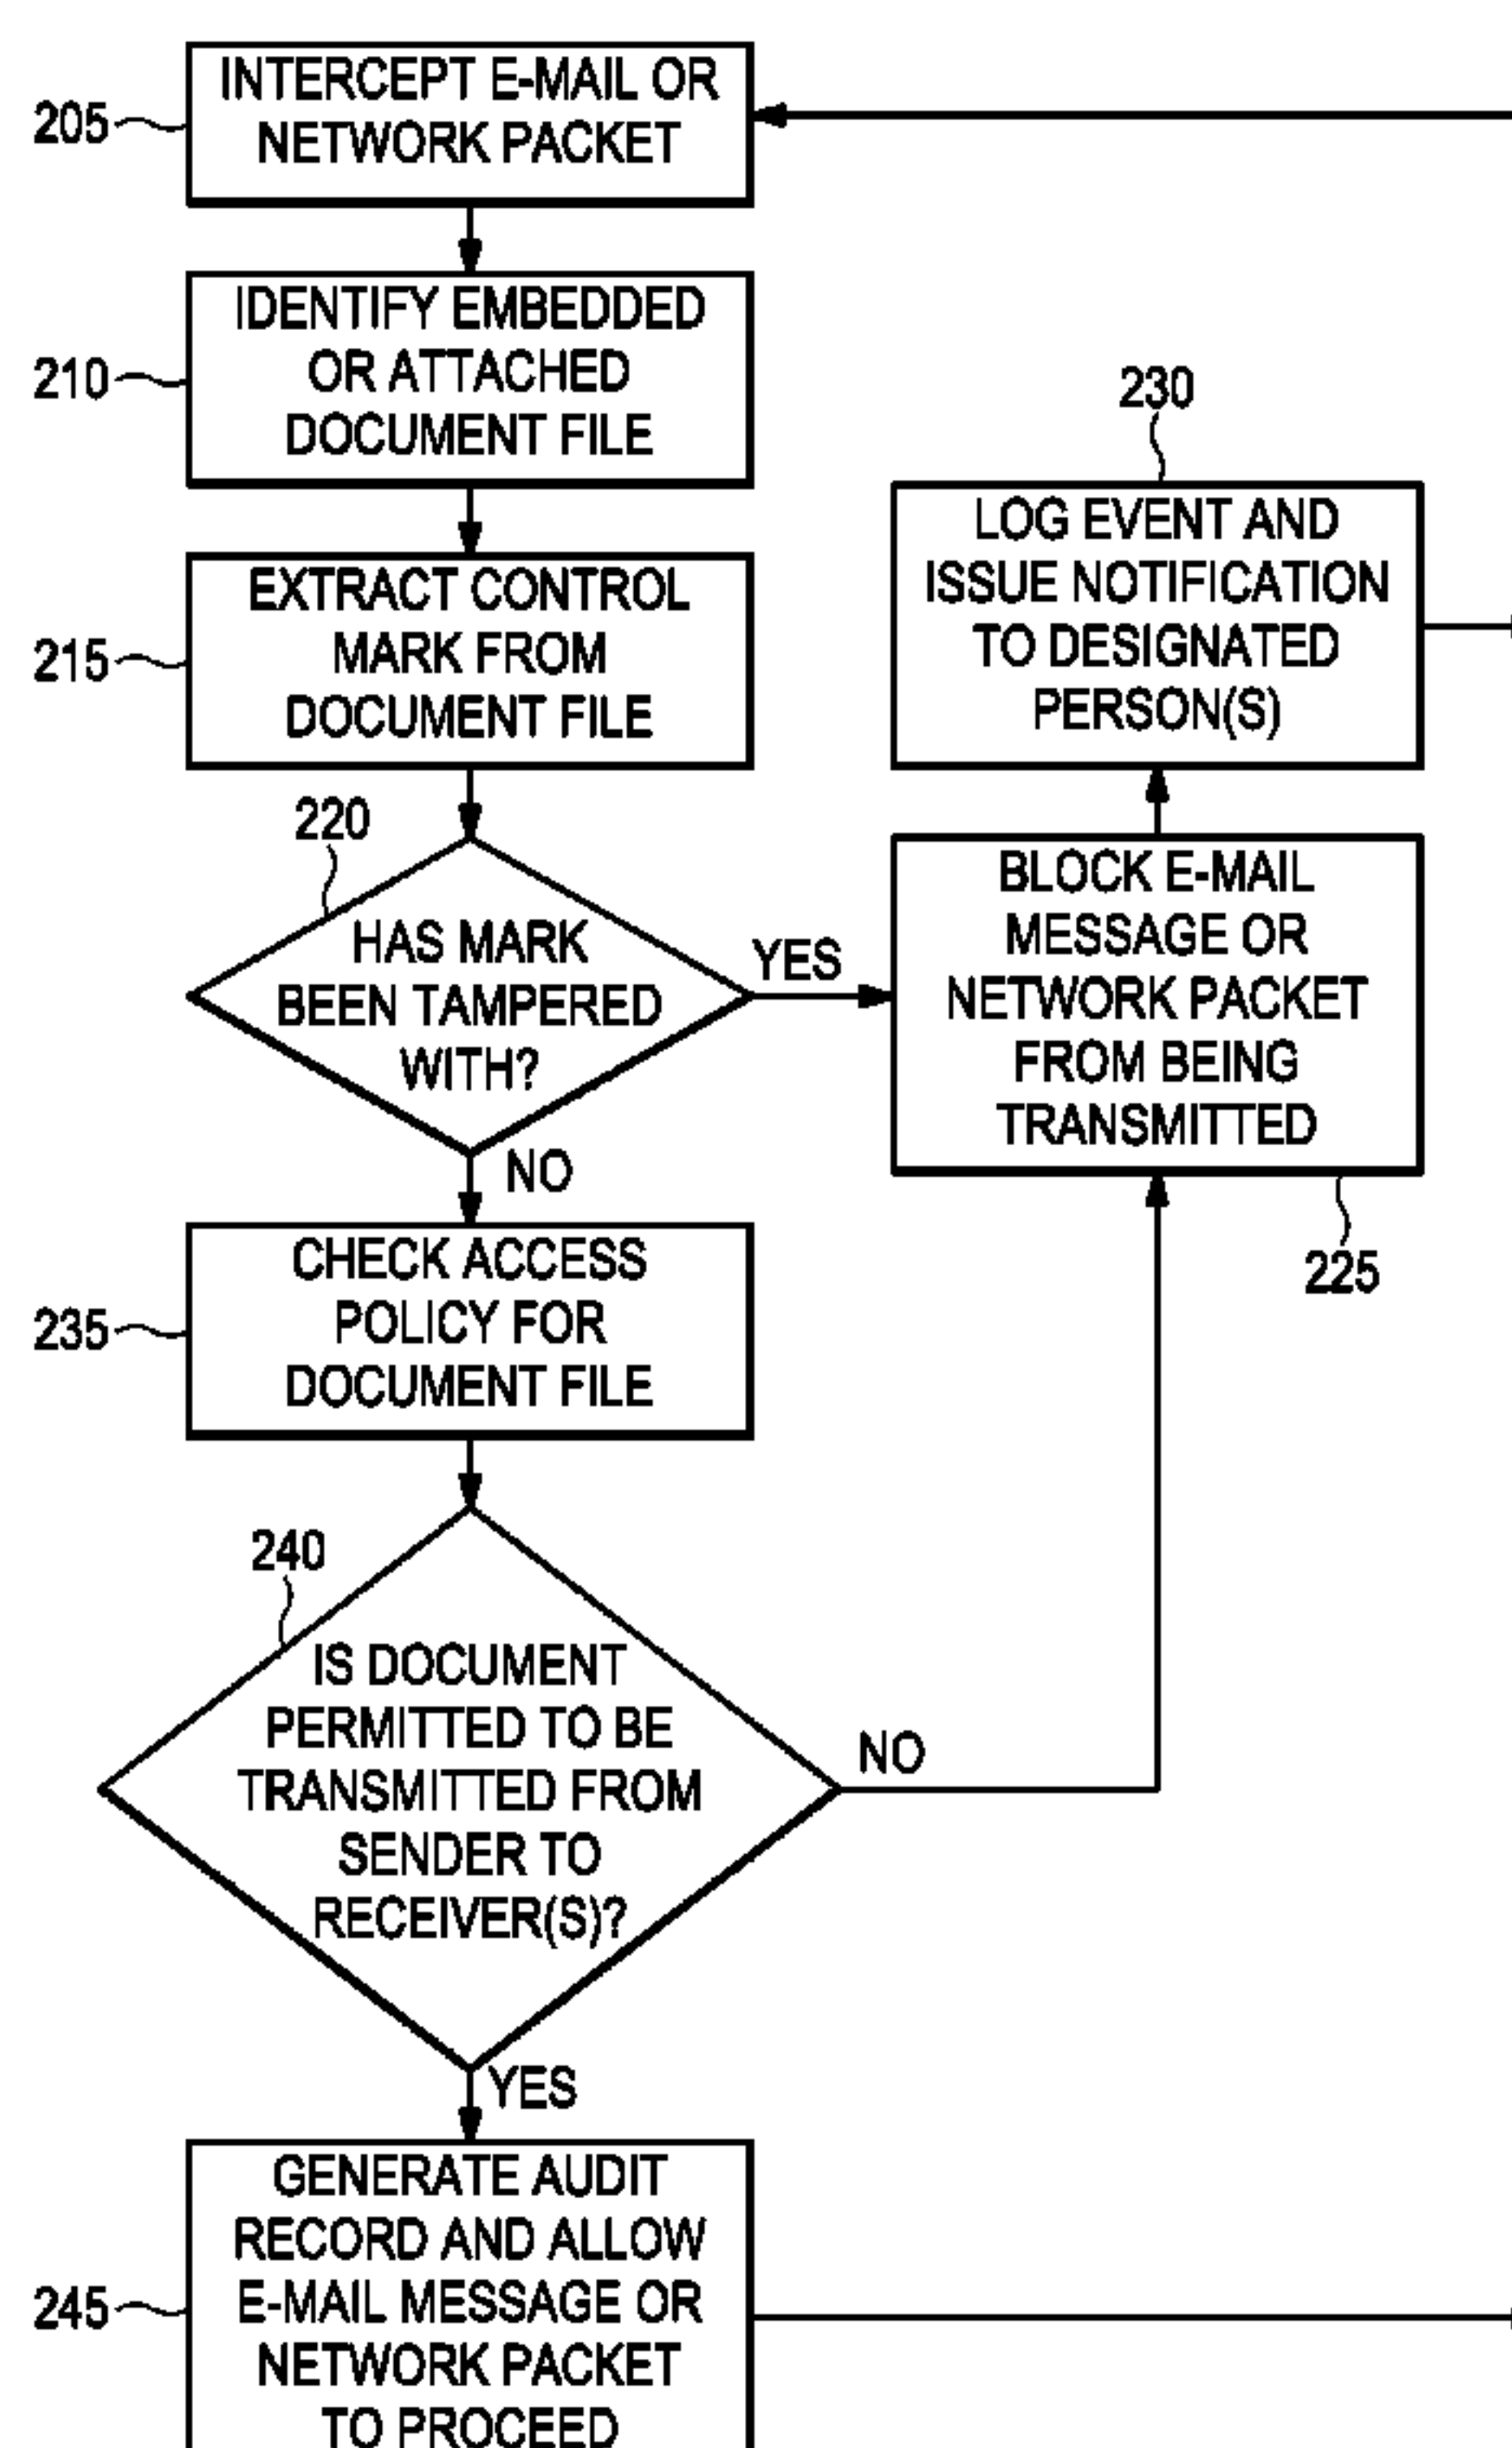 205
INTERCEPT E-MAIL OR
NETWORK PACKET
210
IDENTIFY EMBEDDED
OR ATTACHED
DOCUMENT FILE
215
EXTRACT CONTROL
MARK FROM
DOCUMENT FILE
220
HAS MARK
BEEN TAMPERED
WITH?
YES
NO
230
LOG EVENT AND
ISSUE NOTIFICATION
TO DESIGNATED
PERSON(S)
BLOCK E-MAIL
MESSAGE OR
NETWORK PACKET
FROM BEING
TRANSMITTED
225
235
CHECK ACCESS
POLICY FOR
DOCUMENT FILE
240
IS DOCUMENT
PERMITTED TO BE
TRANSMITTED FROM
SENDER TO
RECEIVER(S)?
NO
YES
245
GENERATE AUDIT
RECORD AND ALLOW
E-MAIL MESSAGE OR
NETWORK PACKET
TO PROCEED